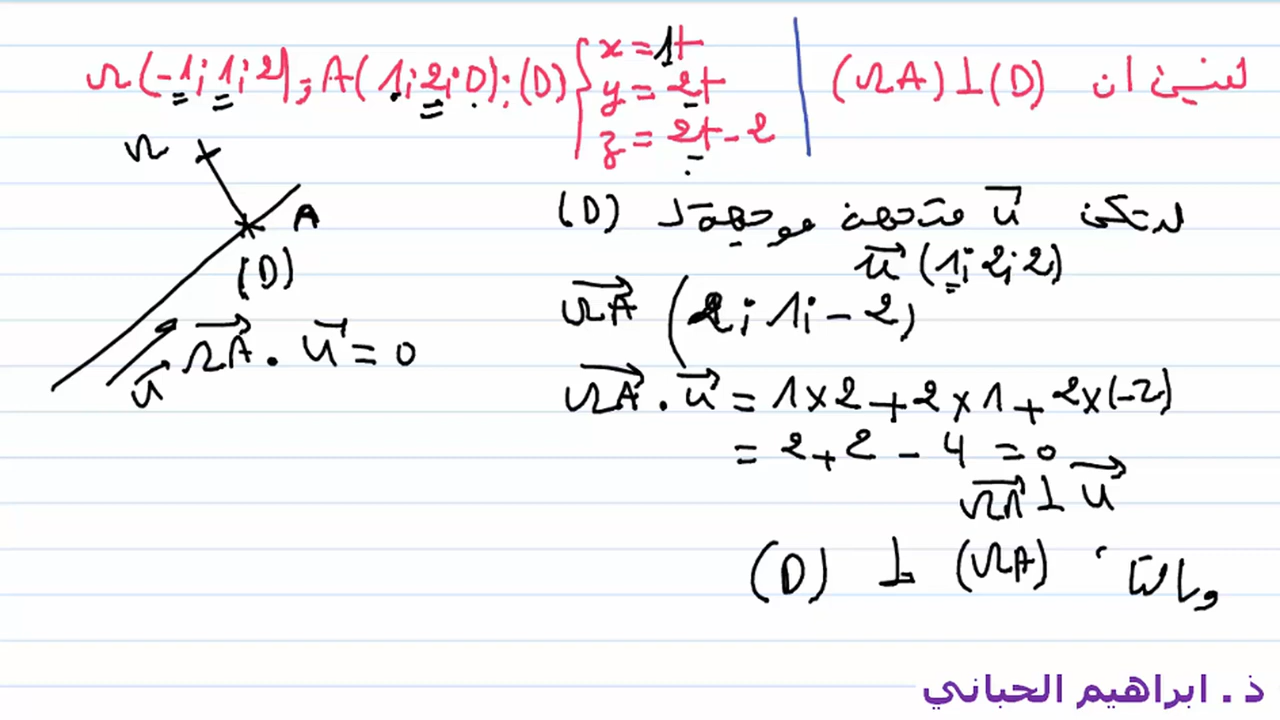 Ω(-1; 1; 2); A(1; 2; 0); (D) { x = 1t
y = 2t
z = 2t - 2
لنبين ان (ΩA) ⊥ (D)
Ω
A
(D)
u⃗
ΩA⃗ . u⃗ = 0
لتكن u⃗ متجهة موجهة لـ (D)
u⃗ (1; 2; 2)
ΩA⃗ (2; 1; -2)
ΩA⃗ . u⃗ = 1×2 + 2×1 + 2×(-2)
= 2 + 2 - 4 = 0
ΩA⃗ ⊥ u⃗
(ΩA) ⊥ (D)
ذ . ابراهيم الحباني